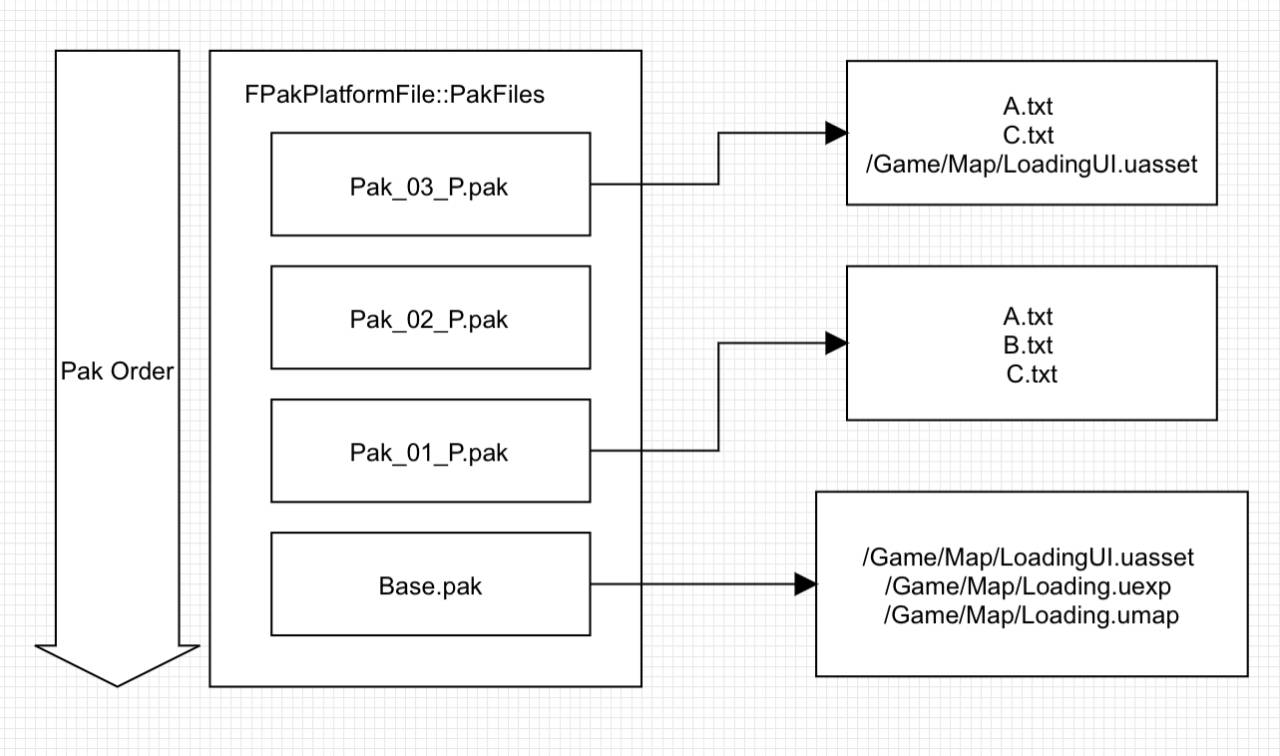 Pak Order
FPakPlatformFile::PakFiles
Pak_03_P.pak
Pak_02_P.pak
Pak_01_P.pak
Base.pak
A.txt
C.txt
/Game/Map/LoadingUI.uasset
A.txt
B.txt
C.txt
/Game/Map/LoadingUI.uasset
/Game/Map/Loading.uexp
/Game/Map/Loading.umap